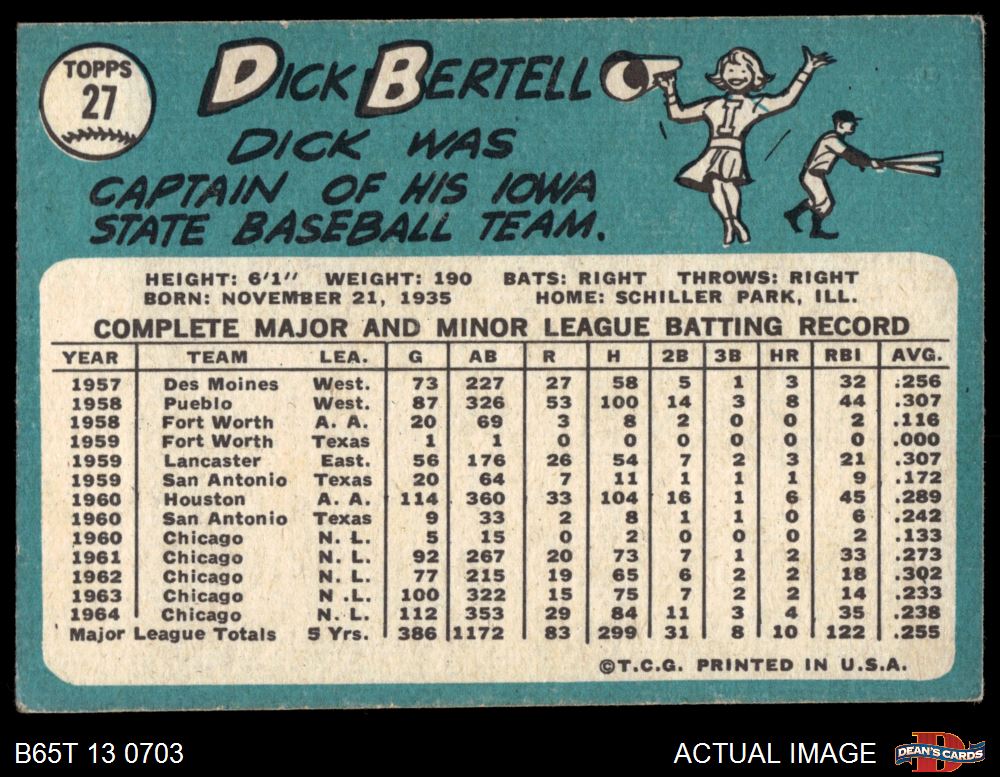 TOPPS
27
DICK BERTELL
DICK WAS
CAPTAIN OF HIS IOWA
STATE BASEBALL TEAM.
I
HEIGHT: 6'1" WEIGHT: 190 BATS: RIGHT THROWS: RIGHT
BORN: NOVEMBER 21, 1935 HOME: SCHILLER PARK, ILL.
COMPLETE MAJOR AND MINOR LEAGUE BATTING RECORD
YEAR TEAM LEA. G AB R H 2B 3B HR RBI AVG.
1957 Des Moines West. 73 227 27 58 5 1 3 32 .256
1958 Pueblo West. 87 326 53 100 14 3 8 44 .307
1958 Fort Worth A. A. 20 69 3 8 2 0 0 2 .116
1959 Fort Worth Texas 1 1 0 0 0 0 0 0 .000
1959 Lancaster East. 56 176 26 54 7 2 3 21 .307
1959 San Antonio Texas 20 64 7 11 1 1 1 9 .172
1960 Houston A. A. 114 360 33 104 16 1 6 45 .289
1960 San Antonio Texas 9 33 2 8 1 1 0 6 .242
1960 Chicago N. L. 5 15 0 2 0 0 0 2 .133
1961 Chicago N. L. 92 267 20 73 7 1 2 33 .273
1962 Chicago N. L. 77 215 19 65 6 2 2 18 .302
1963 Chicago N .L. 100 322 15 75 7 2 2 14 .233
1964 Chicago N. L. 112 353 29 84 11 3 4 35 .238
Major League Totals 5 Yrs. 386 1172 83 299 31 8 10 122 .255
©T.C.G. PRINTED IN U.S.A.
B65T 13 0703 ACTUAL IMAGE D DEAN'S CARDS